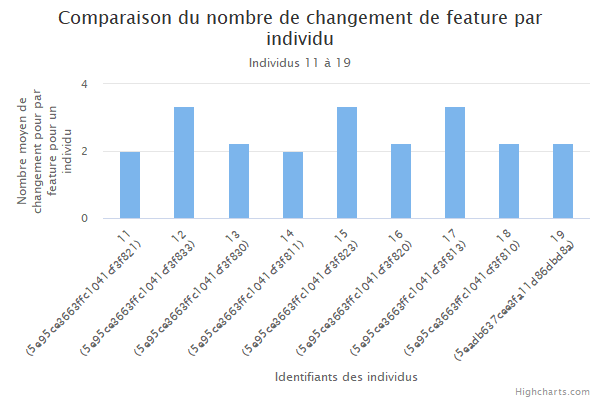 Comparaison du nombre de changement de feature par
individu
Individus 11 à 19
Nombre moyen de
changement pour par
feature pour un
individu
4
2
0
11
(5e95ce3663ffc1041df3f821)
12
(5e95ce3663ffc1041df3f833)
13
(5e95ce3663ffc1041df3f830)
14
(5e95ce3663ffc1041df3f811)
15
(5e95ce3663ffc1041df3f823)
16
(5e95ce3663ffc1041df3f820)
17
(5e95ce3663ffc1041df3f813)
18
(5e95ce3663ffc1041df3f810)
19
(5eadb637cee3fa11d86dbd8a)
Identifiants des individus
Highcharts.com